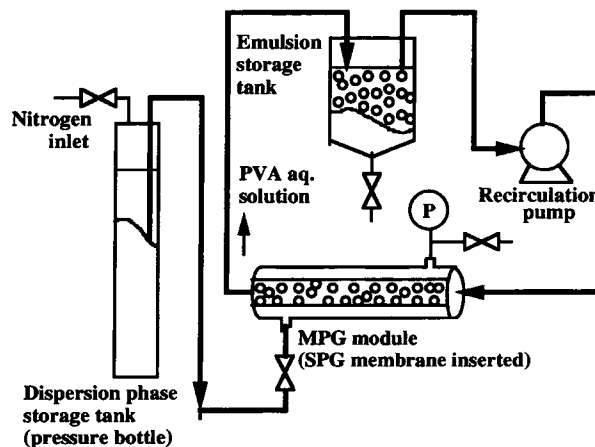 Emulsion
storage
tank
Nitrogen
inlet
PVA aq.
solution
P
Recirculation
pump
MPG module
(SPG membrane inserted)
Dispersion phase
storage tank
(pressure bottle)